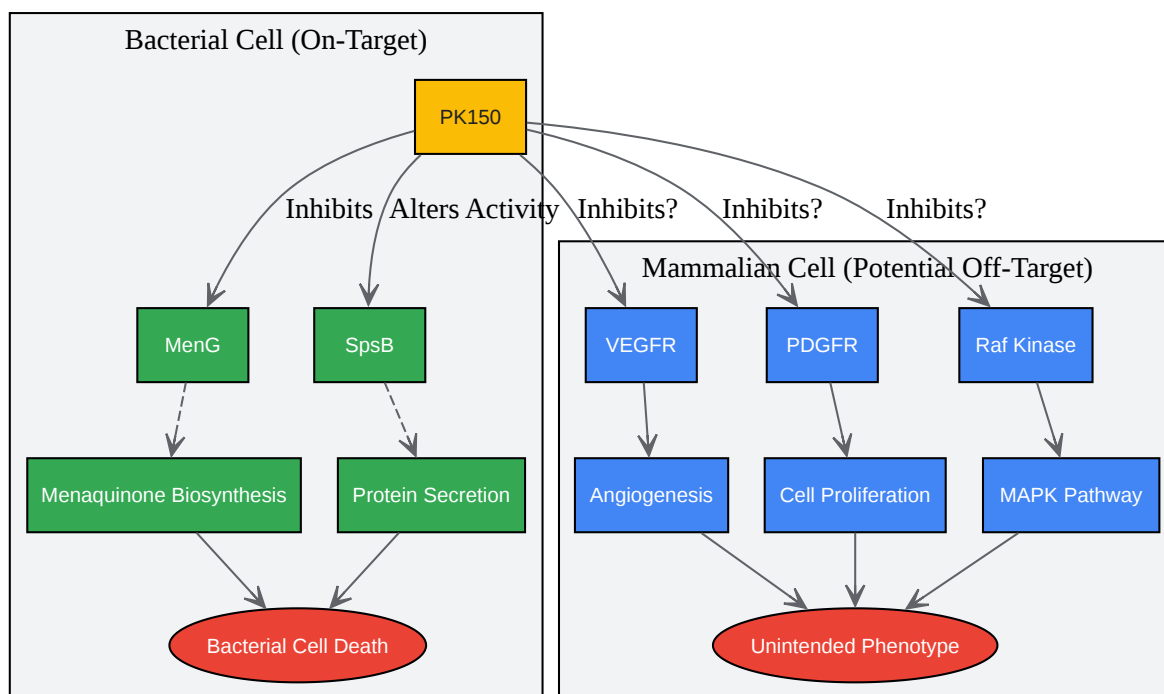 Bacterial Cell (On-Target)
PK150
Inhibits
Alters Activity
Inhibits?
Inhibits?
Inhibits?
Mammalian Cell (Potential Off-Target)
MenG
SpsB
VEGFR
PDGFR
Raf Kinase
Menaquinone Biosynthesis
Protein Secretion
Angiogenesis
Cell Proliferation
MAPK Pathway
Bacterial Cell Death
Unintended Phenotype